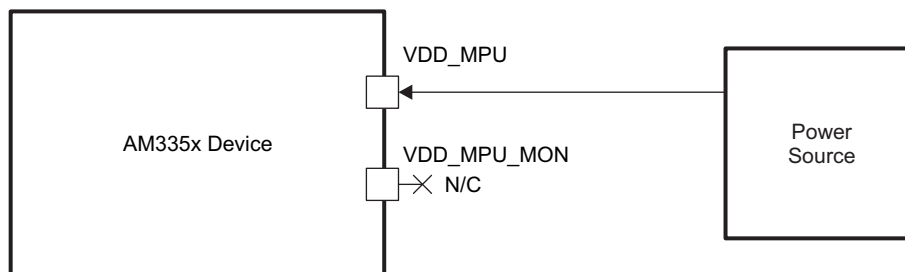 VDD_MPU
AM335x Device
Power
Source
VDD_MPU_MON
N/C